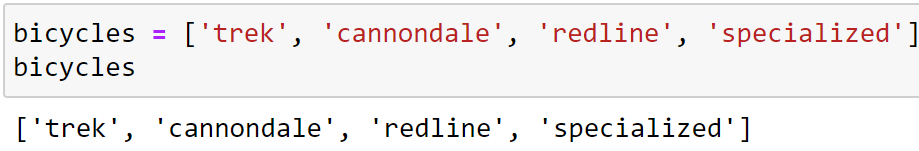 bicycles = ['trek', 'cannondale', 'redline', 'specialized']
bicycles
['trek', 'cannondale', 'redline', 'specialized']